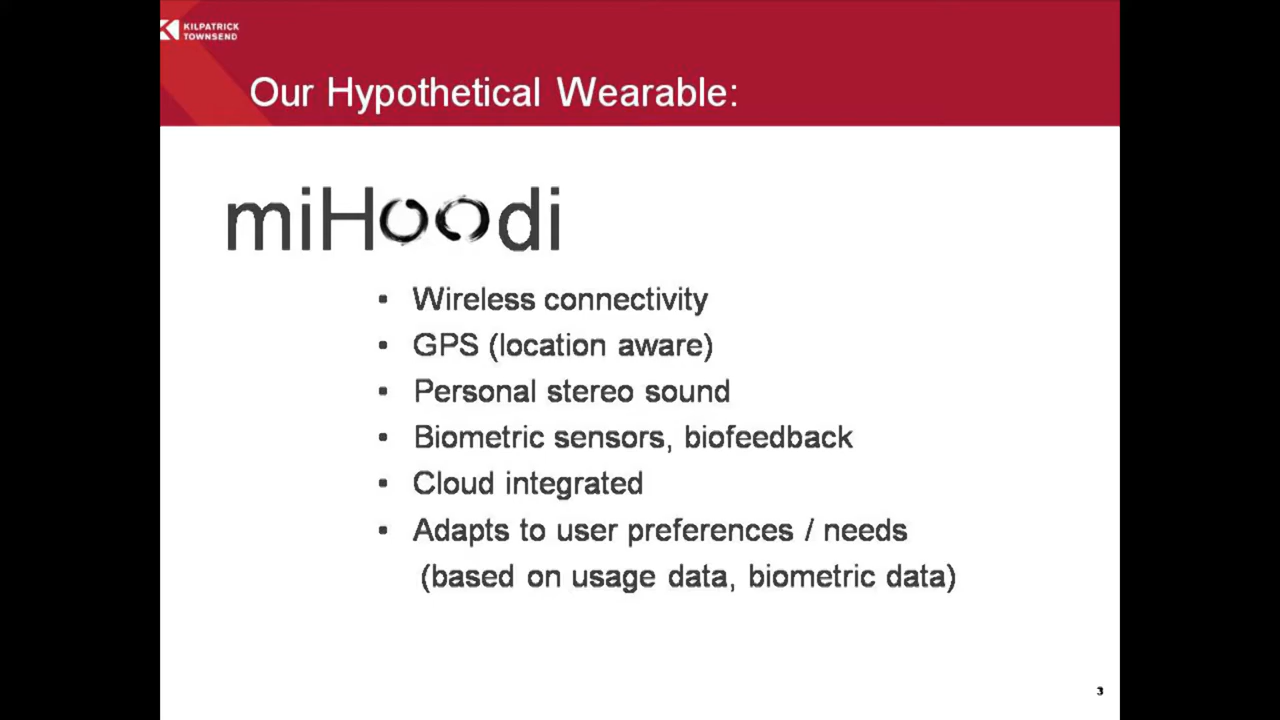 KILPATRICK
TOWNSEND
Our Hypothetical Wearable:
miHoodi
▪ Wireless connectivity
▪ GPS (location aware)
▪ Personal stereo sound
▪ Biometric sensors, biofeedback
▪ Cloud integrated
▪ Adapts to user preferences / needs
(based on usage data, biometric data)
3